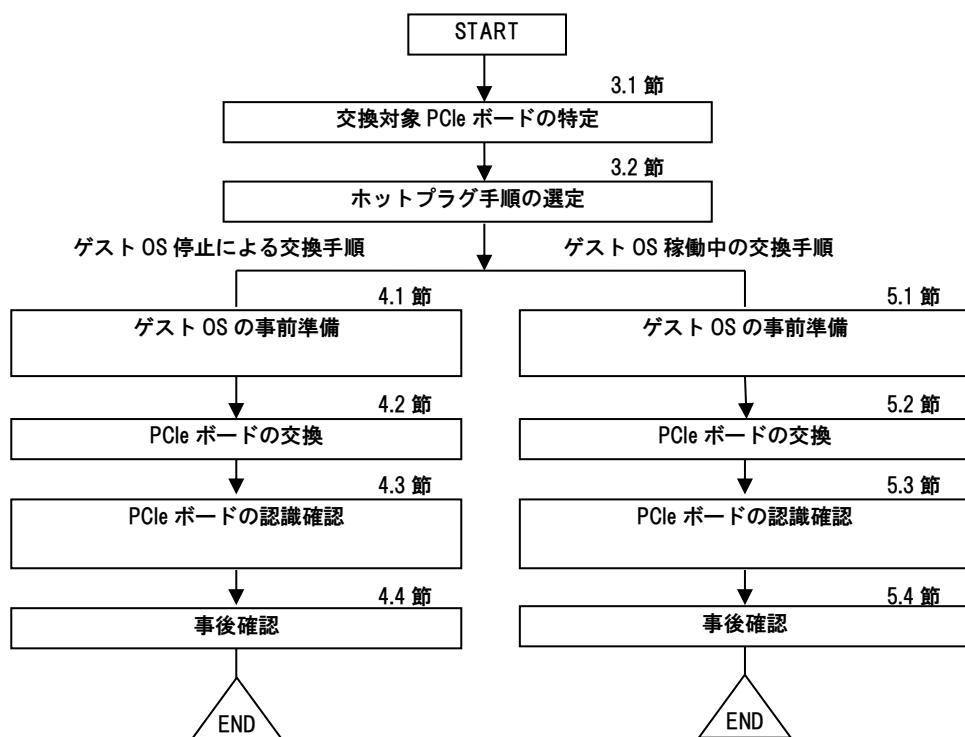 START
3.1 節
交換対象 PCIe ボードの特定
3.2 節
ホットプラグ手順の選定
ゲスト OS 停止による交換手順
ゲスト OS 稼働中の交換手順
4.1 節
ゲスト OS の事前準備
4.2 節
PCIe ボードの交換
4.3 節
PCIe ボードの認識確認
4.4 節
事後確認
END
5.1 節
ゲスト OS の事前準備
5.2 節
PCIe ボードの交換
5.3 節
PCIe ボードの認識確認
5.4 節
事後確認
END